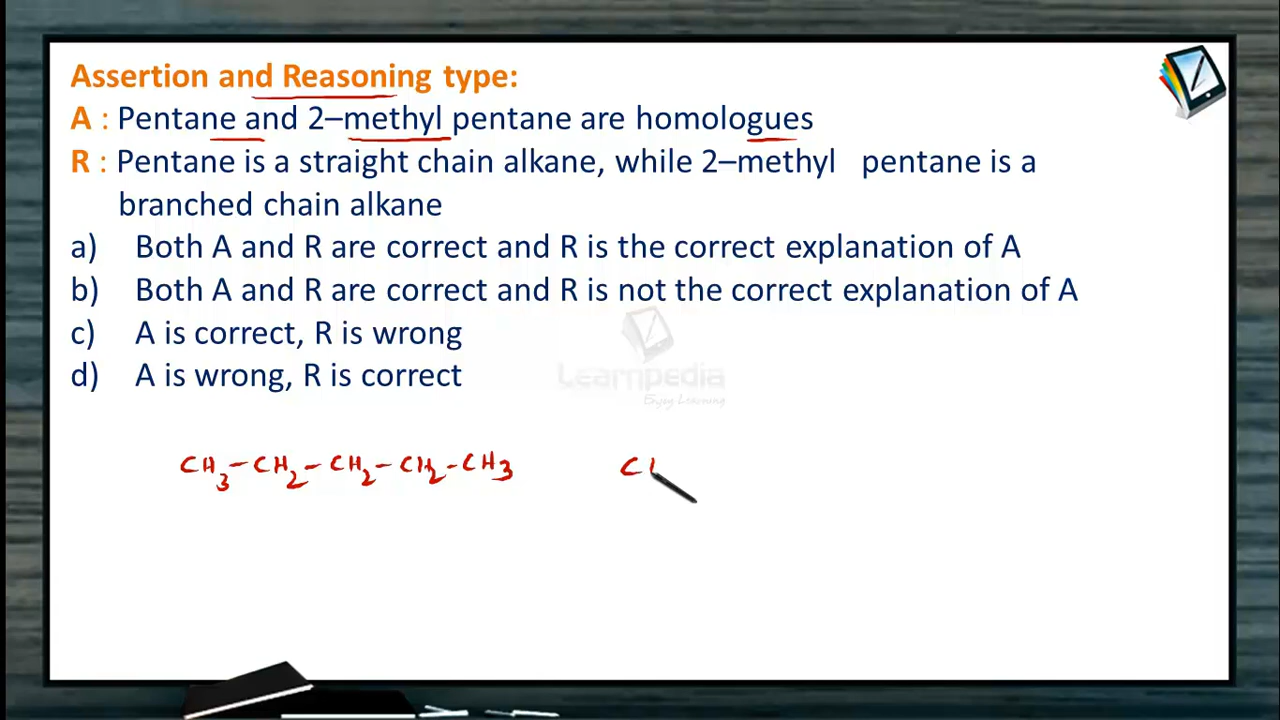 Assertion and Reasoning type:
A : Pentane and 2–methyl pentane are homologues
R : Pentane is a straight chain alkane, while 2–methyl pentane is a
branched chain alkane
a) Both A and R are correct and R is the correct explanation of A
b) Both A and R are correct and R is not the correct explanation of A
c) A is correct, R is wrong
d) A is wrong, R is correct
Learnpedia
Enjoy Learning
CH3-CH2-CH2-CH2-CH3 C